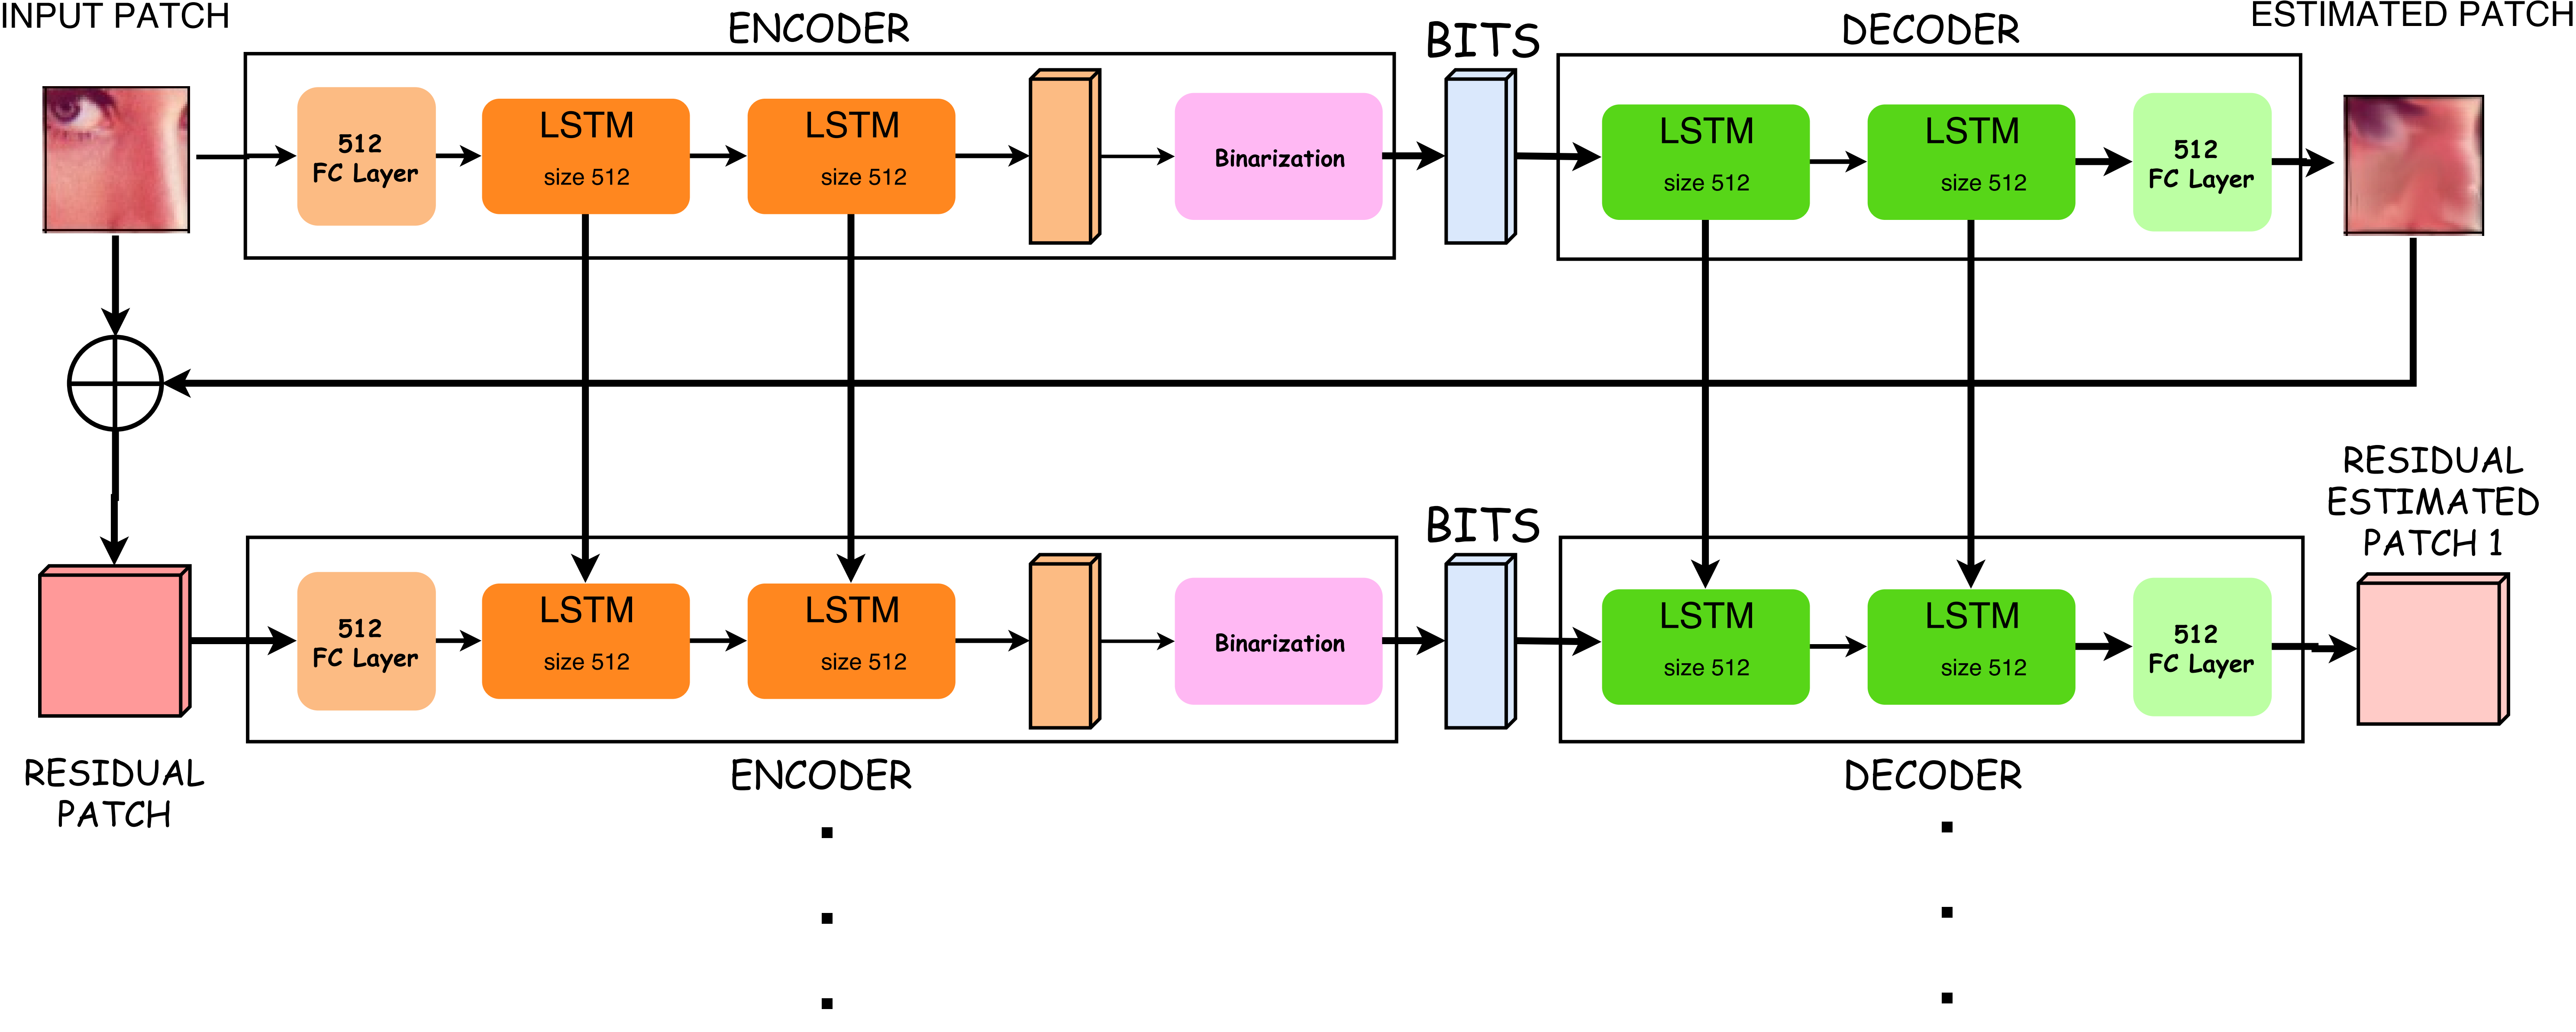 INPUT PATCH
ENCODER
BITS
DECODER
ESTIMATED PATCH
512
FC Layer
LSTM
size 512
LSTM
size 512
Binarization
LSTM
size 512
LSTM
size 512
512
FC Layer
RESIDUAL
ESTIMATED
PATCH 1
BITS
512
FC Layer
LSTM
size 512
LSTM
size 512
Binarization
LSTM
size 512
LSTM
size 512
512
FC Layer
RESIDUAL
PATCH
ENCODER
DECODER